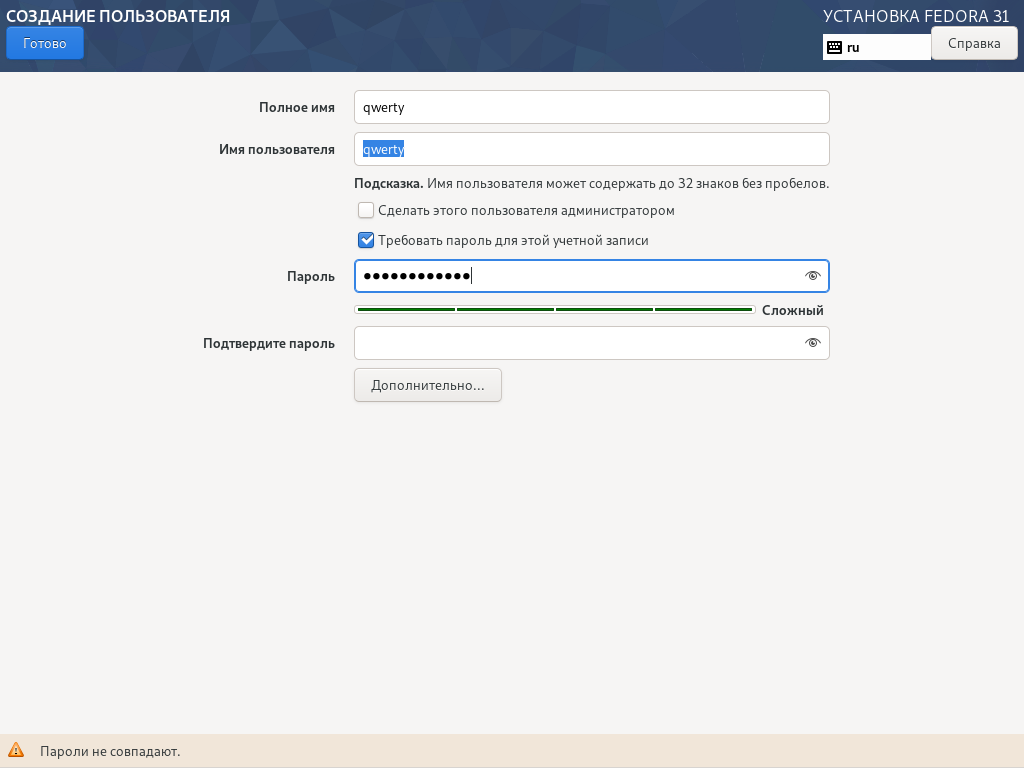 СОЗДАНИЕ ПОЛЬЗОВАТЕЛЯ
УСТАНОВКА FEDORA 31
Готово
ru
Справка
Полное имя
qwerty
Имя пользователя
qwerty
Подсказка. Имя пользователя может содержать до 32 знаков без пробелов.
Сделать этого пользователя администратором
Требовать пароль для этой учетной записи
Пароль
●●●●●●●●●●●●
Сложный
Подтвердите пароль
Дополнительно...
Пароли не совпадают.